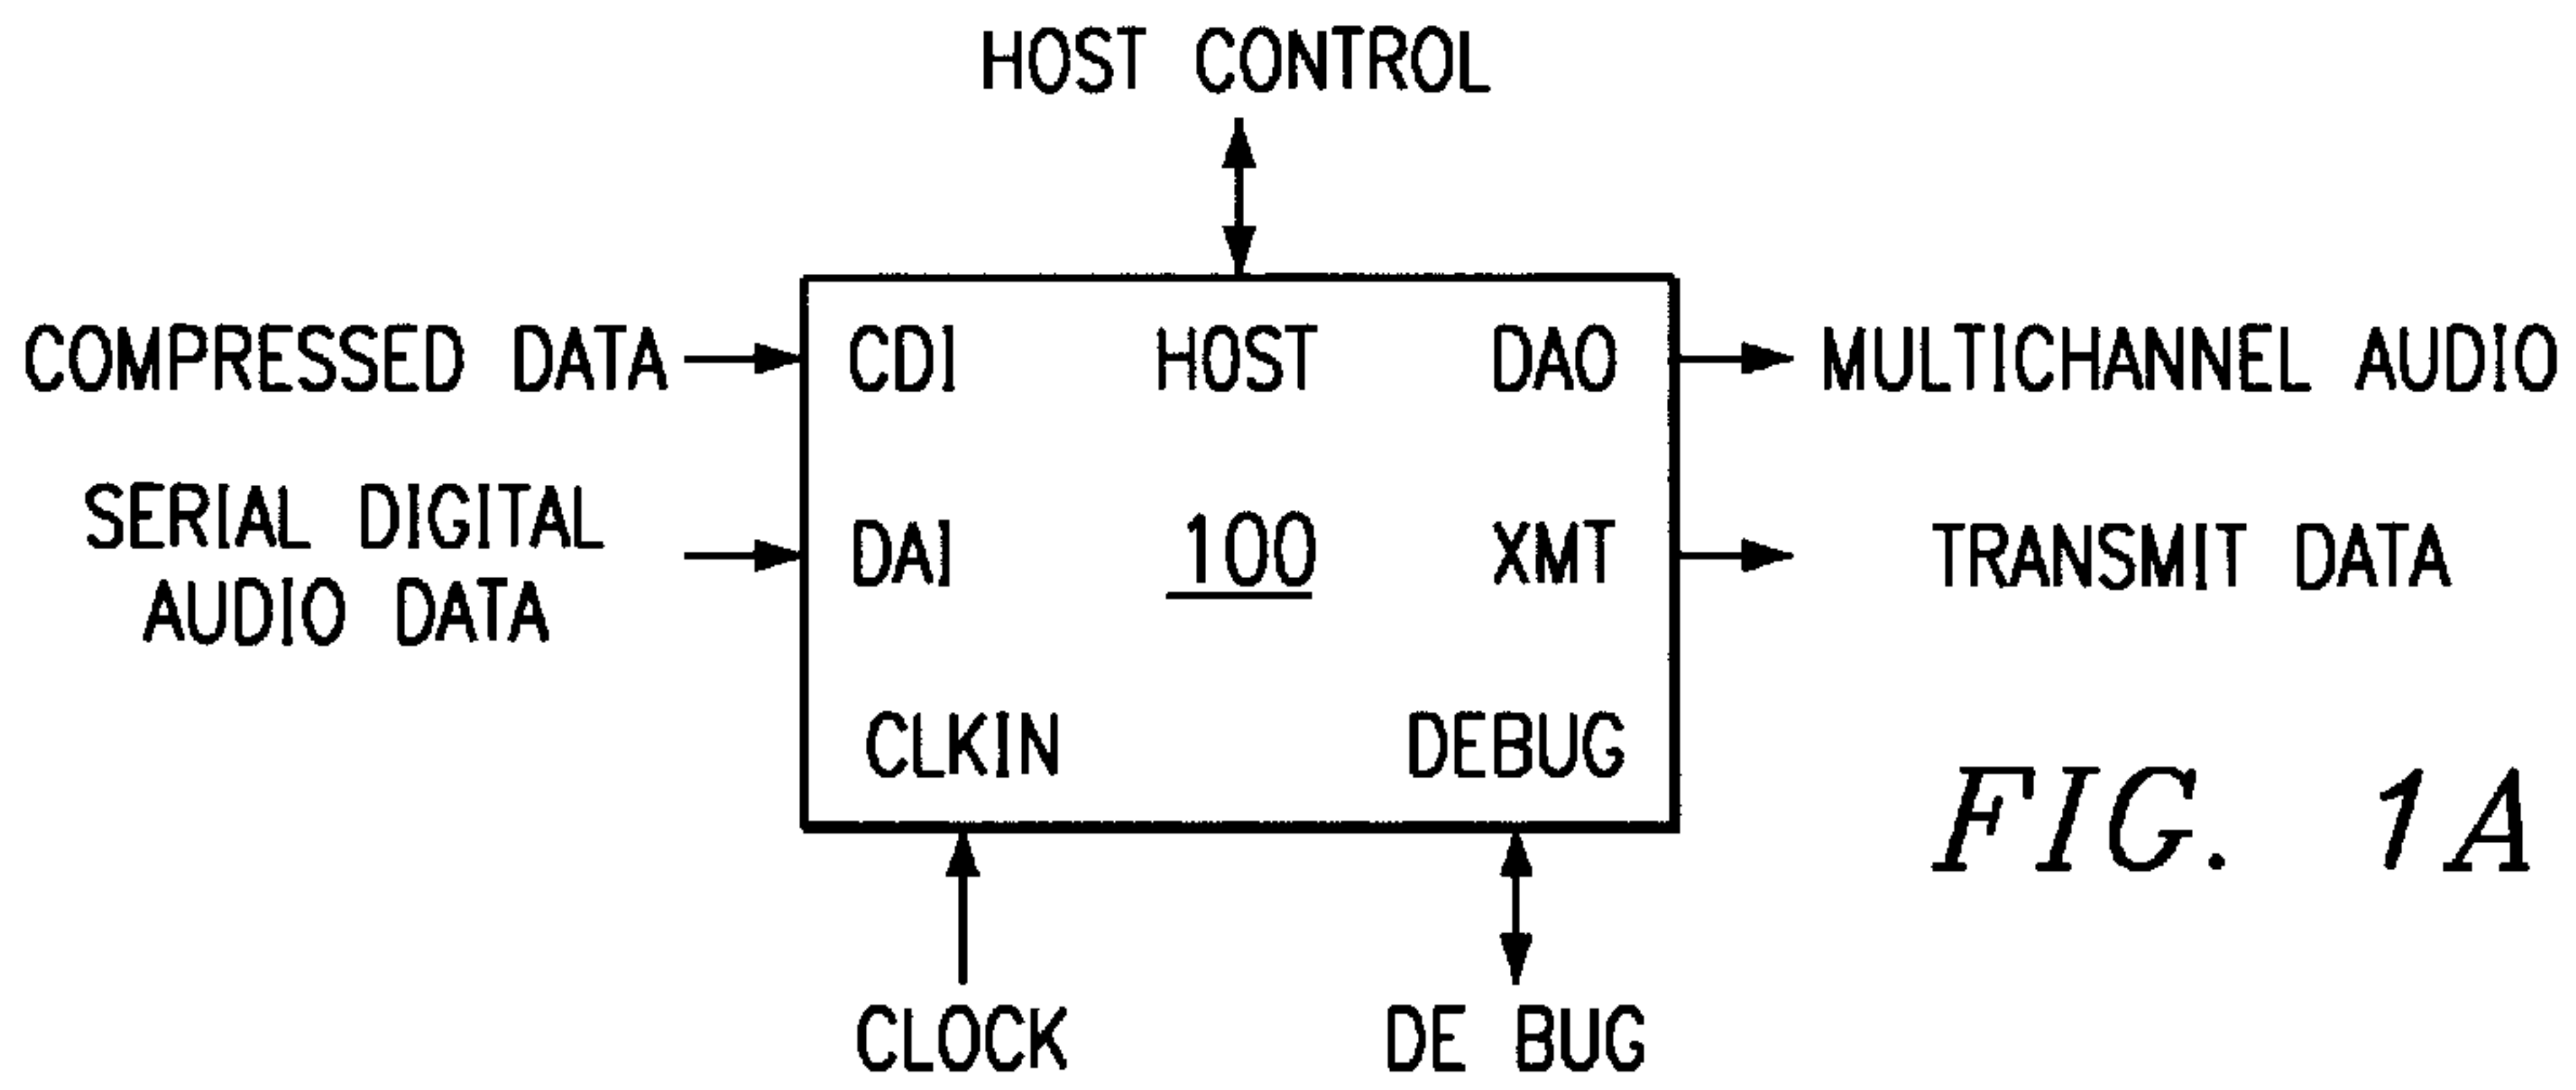 HOST CONTROL
COMPRESSED DATA
CDI
HOST
DAO
MULTICHANNEL AUDIO
SERIAL DIGITAL
AUDIO DATA
DAI
100
XMT
TRANSMIT DATA
CLKIN
DEBUG
FIG. 1A
CLOCK
DE BUG